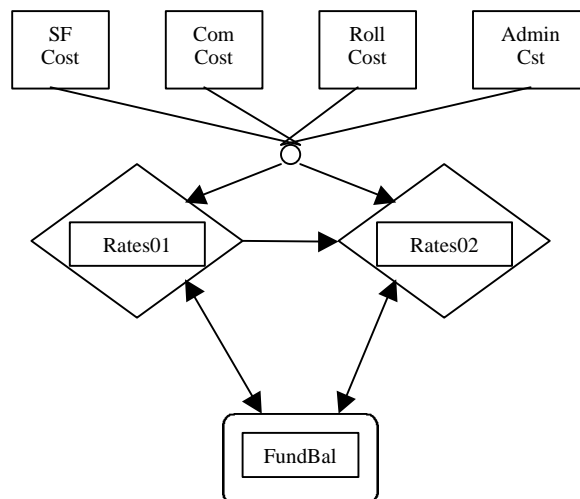 SF
Cost
Com
Cost
Roll
Cost
Admin
Cst
Rates01
Rates02
FundBal